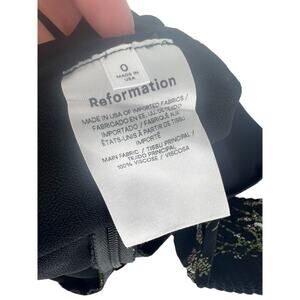 0
MADE IN
USA
Reformation
MADE IN USA OF IMPORTED FABRICS /
FABRICADO EN EE. UU. DE TEJIDO
IMPORTADO / FABRIQUÉ AUX
ÉTATS-UNIS À PARTIR DE TISSU
IMPORTÉ
MAIN FABRIC / TISSU PRINCIPAL /
TEJIDO PRINCIPAL
100% VISCOSE / VISCOSA